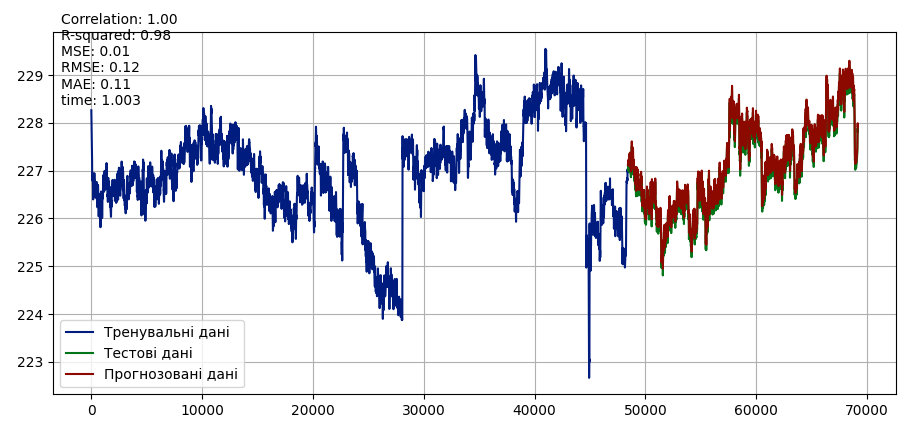 Correlation: 1.00
R-squared: 0.98
MSE: 0.01
RMSE: 0.12
MAE: 0.11
time: 1.003
229
228
227
226
225
224
223
Тренувальні дані
Тестові дані
Прогнозовані дані
0 10000 20000 30000 40000 50000 60000 70000